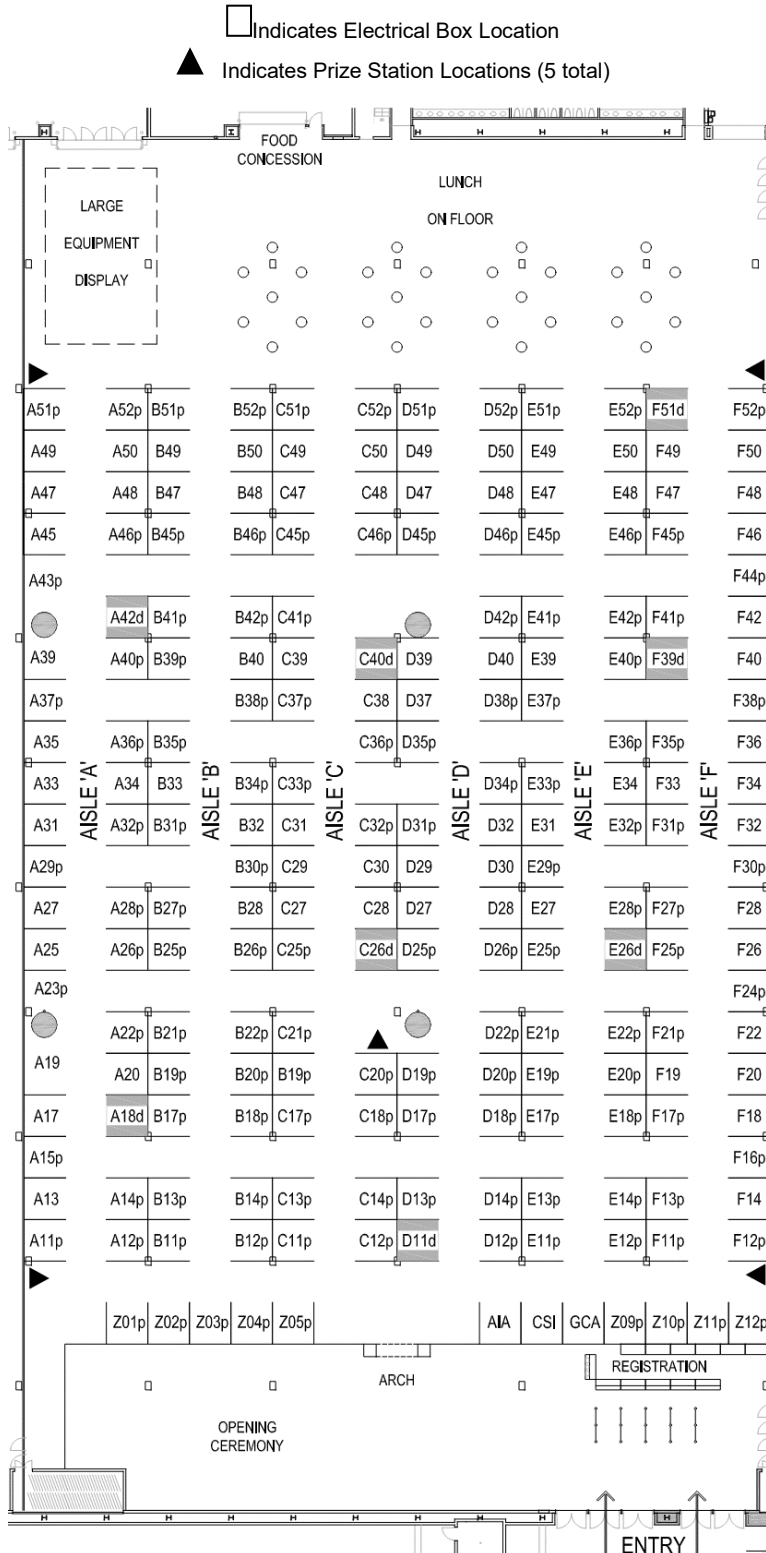 Indicates Electrical Box Location
Indicates Prize Station Locations (5 total)
FOOD
CONCESSION
LUNCH
ON FLOOR
LARGE
EQUIPMENT
DISPLAY
A51p A52p B51p B52p C51p C52p D51p D52p E51p E52p F51d F52p
A49 A50 B49 B50 C49 C50 D49 D50 E49 E50 F49 F50
A47 A48 B47 B48 C47 C48 D47 D48 E47 E48 F47 F48
A45 A46p B45p B46p C45p C46p D45p D46p E45p E46p F45p F46
A43p F44p
A42d B41p B42p C41p D42p E41p E42p F41p F42
A39 A40p B39p B40 C39 C40d D39 D40 E39 E40p F39d F40
A37p B38p C37p C38 D37 D38p E37p F38p
A35 A36p B35p C36p D35p E36p F35p F36
AISLE 'A' AISLE 'B' AISLE 'C' AISLE 'D' AISLE 'E' AISLE 'F'
A33 A34 B33 B34p C33p D34p E33p E34 F33 F34
A31 A32p B31p B32 C31 C32p D31p D32 E31 E32p F31p F32
A29p B30p C29 C30 D29 D30 E29p F30p
A27 A28p B27p B28 C27 C28 D27 D28 E27 E28p F27p F28
A25 A26p B25p B26p C25p C26d D25p D26p E25p E26d F25p F26
A23p F24p
A22p B21p B22p C21p D22p E21p E22p F21p F22
A19 A20 B19p B20p B19p C20p D19p D20p E19p E20p F19 F20
A17 A18d B17p B18p C17p C18p D17p D18p E17p E18p F17p F18
A15p F16p
A13 A14p B13p B14p C13p C14p D13p D14p E13p E14p F13p F14
A11p A12p B11p B12p C11p C12p D11d D12p E11p E12p F11p F12p
Z01p Z02p Z03p Z04p Z05p AIA CSI GCA Z09p Z10p Z11p Z12p
REGISTRATION
ARCH
OPENING
CEREMONY
ENTRY